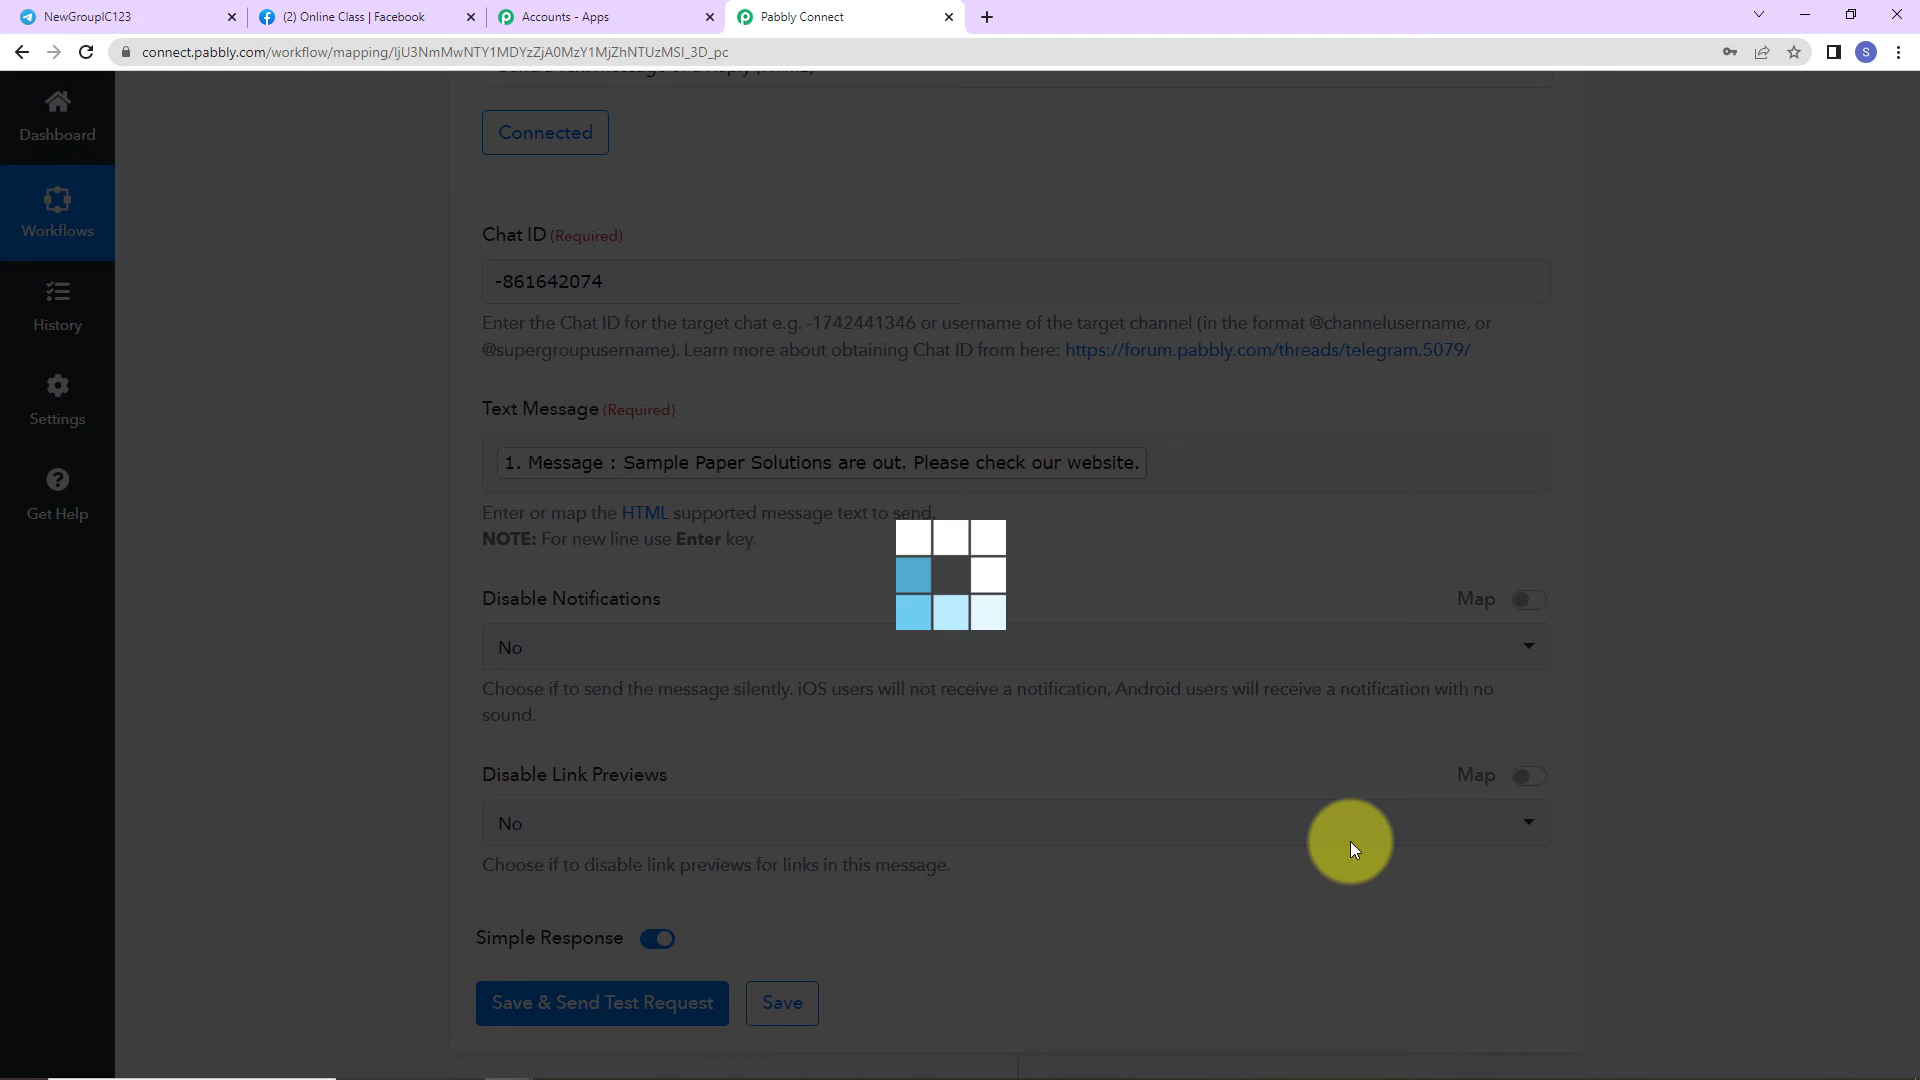 NewGroupIC123
(2) Online Class | Facebook
Accounts - Apps
Pabbly Connect
connect.pabbly.com/workflow/mapping/IjU3NmMwNTY1MDYzZjA0MzY1MjZhNTUzMSI_3D_pc
S
Dashboard
Workflows
History
Settings
Get Help
Connected
Chat ID (Required)
-861642074
Enter the Chat ID for the target chat e.g. -1742441346 or username of the target channel (in the format @channelusername, or
@supergroupusername). Learn more about obtaining Chat ID from here: https://forum.pabbly.com/threads/telegram.5079/
Text Message (Required)
1. Message : Sample Paper Solutions are out. Please check our website.
Enter or map the HTML supported message text to send.
NOTE: For new line use Enter key.
Disable Notifications
Map
No
Choose if to send the message silently. iOS users will not receive a notification, Android users will receive a notification with no
sound.
Disable Link Previews
Map
No
Choose if to disable link previews for links in this message.
Simple Response
Save & Send Test Request
Save